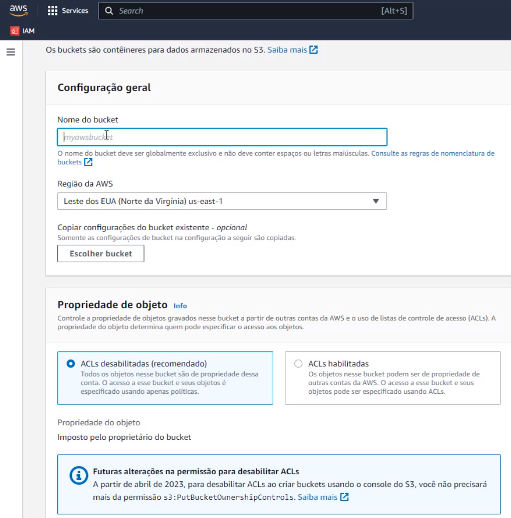 aws
Services
Search
[Alt+S]
IAM
Os buckets são contêineres para dados armazenados no S3. Saiba mais
Configuração geral
Nome do bucket
myawsbucket
O nome do bucket deve ser globalmente exclusivo e não deve conter espaços ou letras maiúsculas. Consulte as regras de nomenclatura de
buckets
Região da AWS
Leste dos EUA (Norte da Virgínia) us-east-1
Copiar configurações do bucket existente - opcional
Somente as configurações de bucket na configuração a seguir são copiadas.
Escolher bucket
Propriedade de objeto Info
Controle a propriedade de objetos gravados nesse bucket a partir de outras contas da AWS e o uso de listas de controle de acesso (ACLs). A
propriedade do objeto determina quem pode especificar o acesso aos objetos.
ACLs desabilitadas (recomendado)
Todos os objetos nesse bucket são de propriedade dessa
conta. O acesso a esse bucket e seus objetos é
especificado usando apenas políticas.
ACLs habilitadas
Os objetos nesse bucket podem ser de propriedade de
outras contas da AWS. O acesso a esse bucket e seus
objetos pode ser especificado usando ACLs.
Propriedade do objeto
Imposto pelo proprietário do bucket
Futuras alterações na permissão para desabilitar ACLs
A partir de abril de 2023, para desabilitar ACLs ao criar buckets usando o console do S3, você não precisará
mais da permissão s3:PutBucketOwnershipControls. Saiba mais